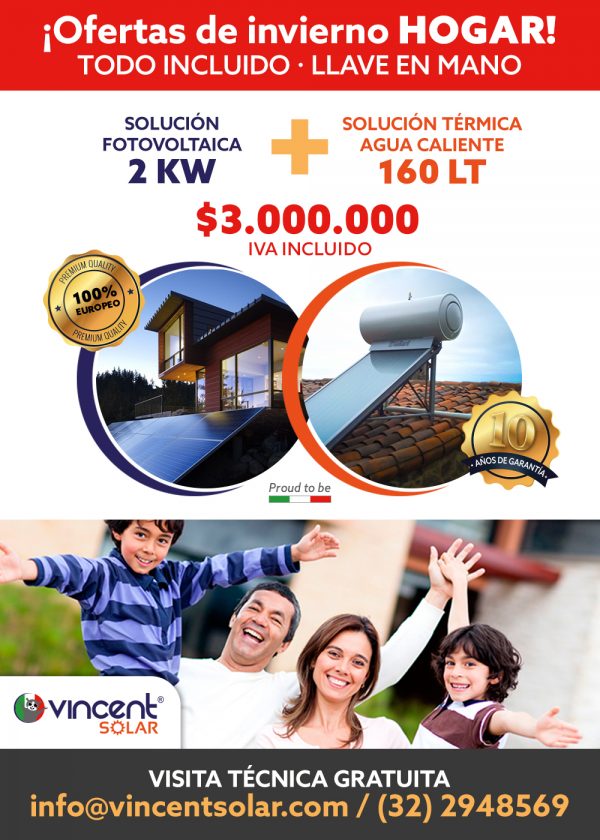 ¡Ofertas de invierno HOGAR!
TODO INCLUIDO · LLAVE EN MANO
SOLUCIÓN
FOTOVOLTAICA
2 KW
+
SOLUCIÓN TÉRMICA
AGUA CALIENTE
160 LT
$3.000.000
IVA INCLUIDO
PREMIUM QUALITY
100%
EUROPEO
PREMIUM QUALITY
10
· AÑOS DE GARANTÍA ·
Proud to be
vincent®
SOLAR
VISITA TÉCNICA GRATUITA
info@vincentsolar.com / (32) 2948569